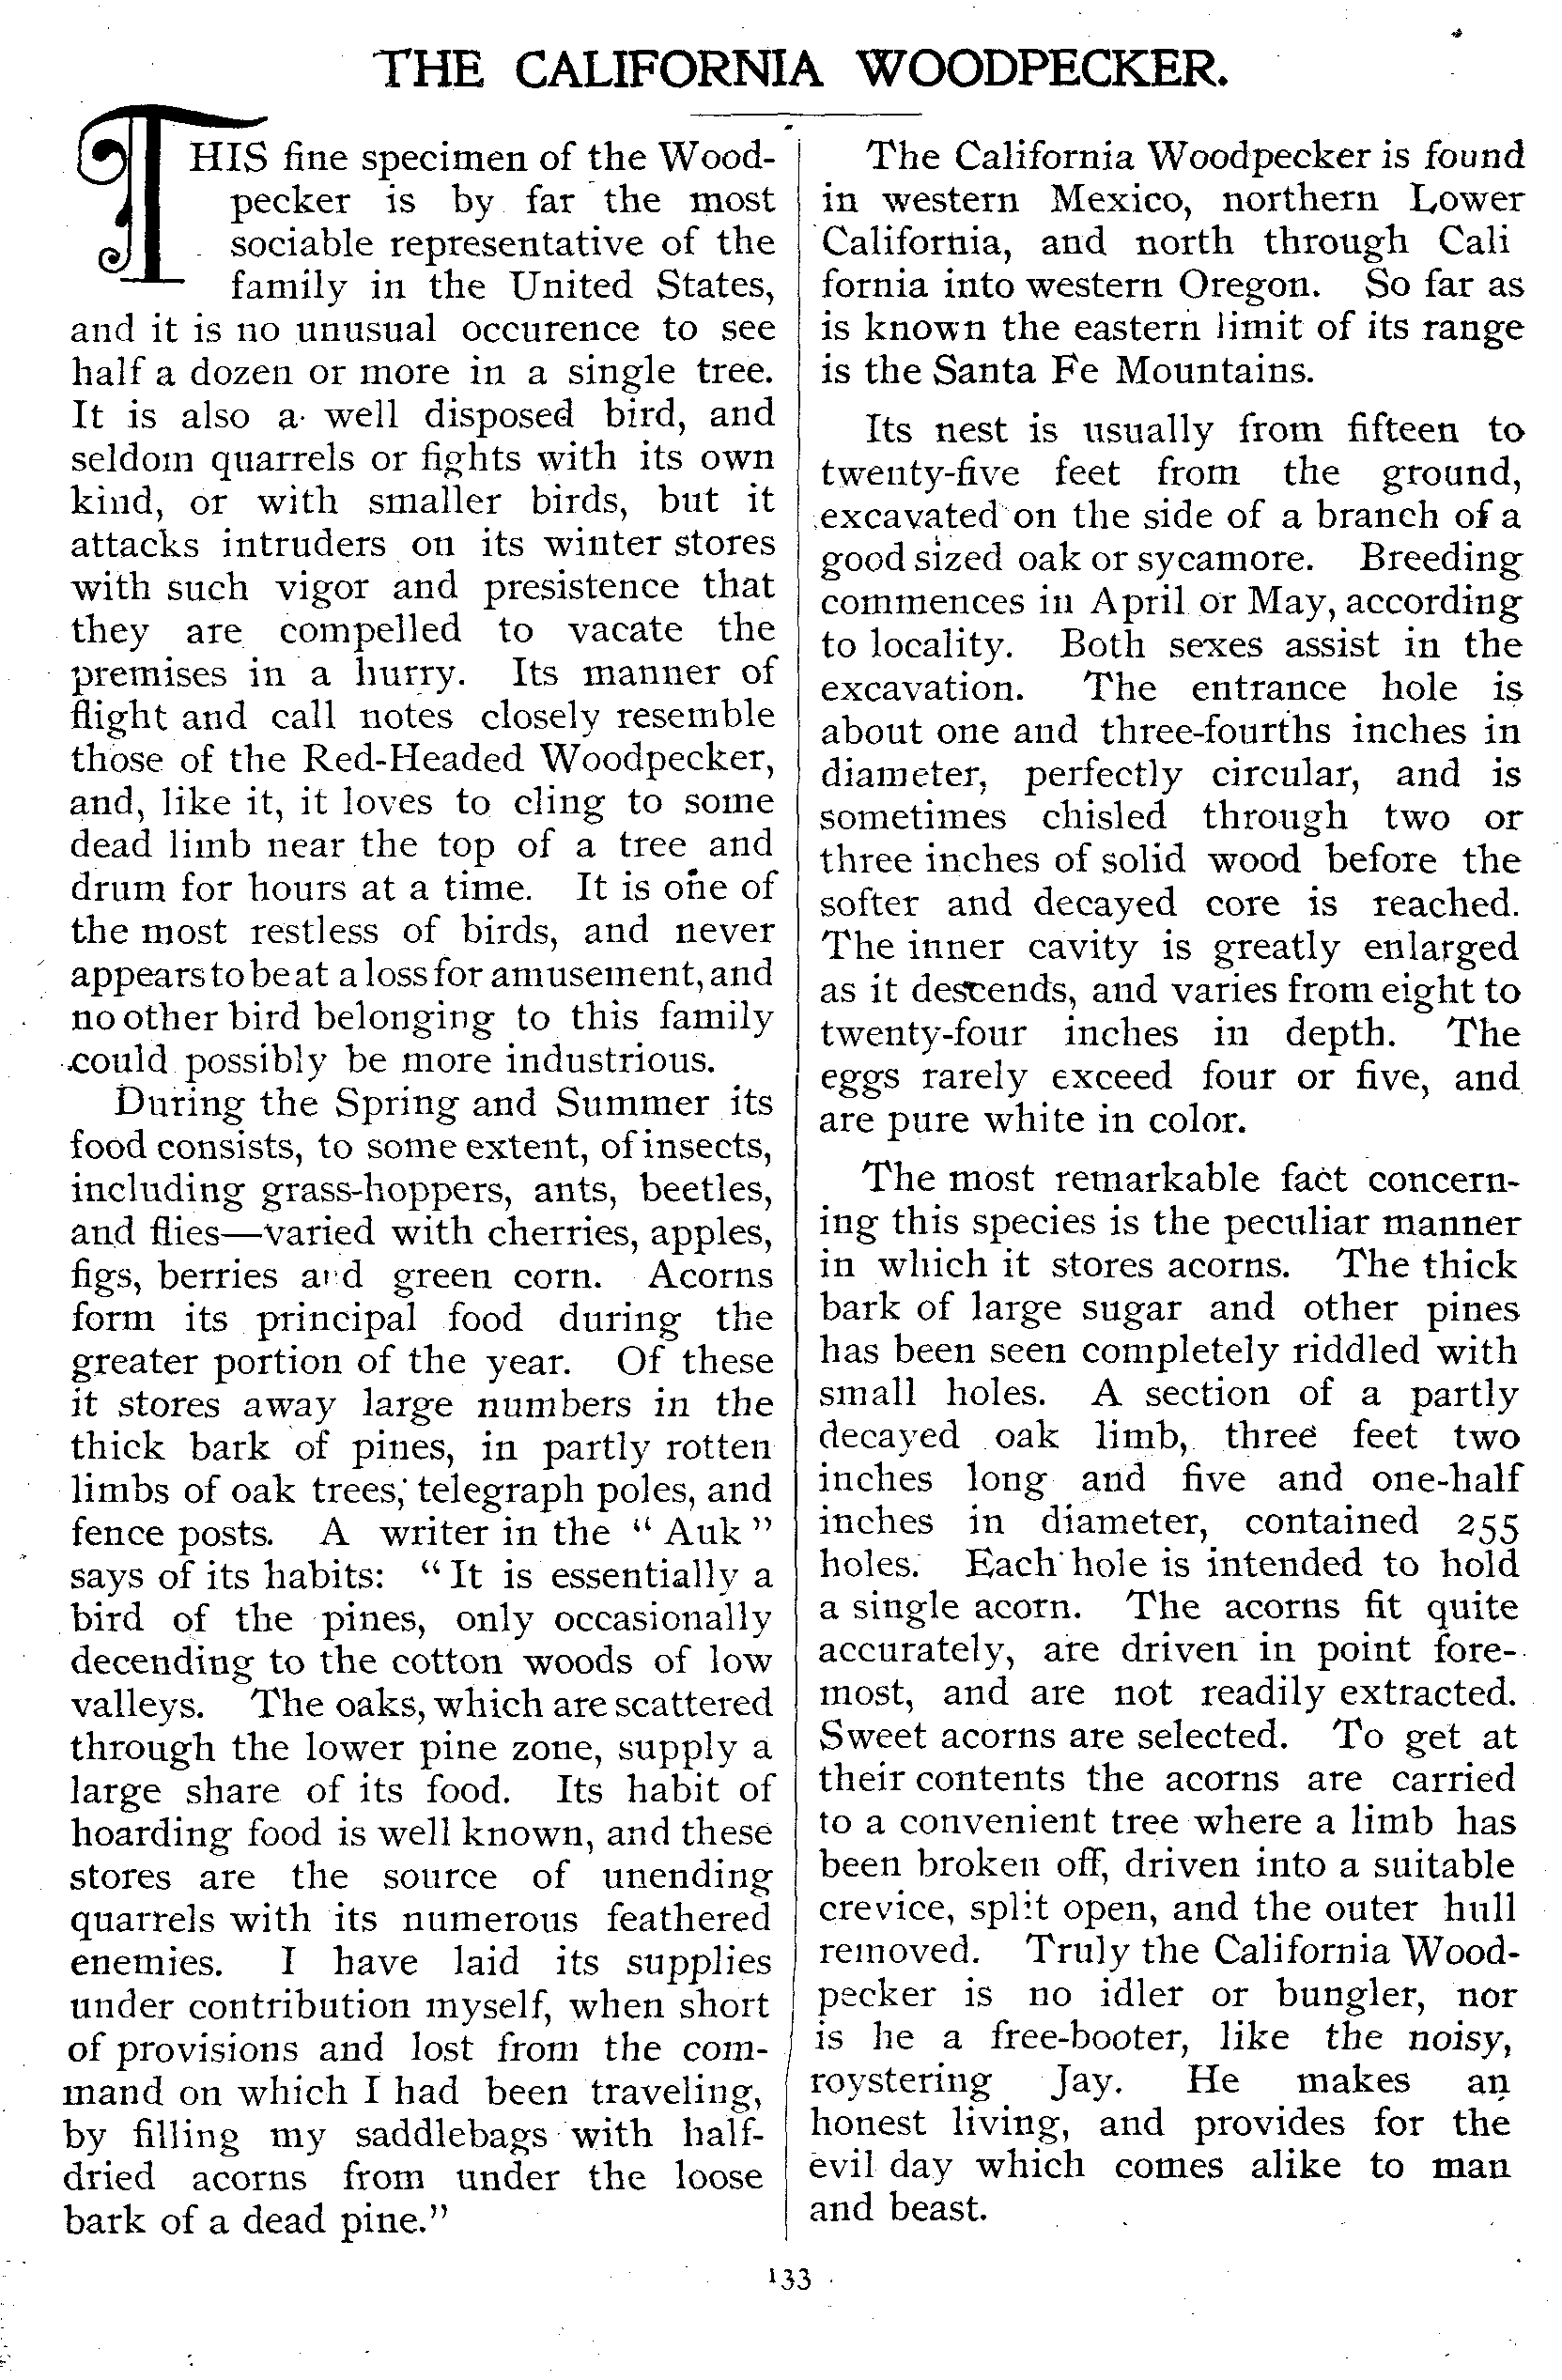 THE CALIFORNIA WOODPECKER.
THIS fine specimen of the Wood-
pecker is by far the most
sociable representative of the
family in the United States,
and it is no unusual occurence to see
half a dozen or more in a single tree.
It is also a well disposed bird, and
seldom quarrels or fights with its own
kind, or with smaller birds, but it
attacks intruders on its winter stores
with such vigor and presistence that
they are compelled to vacate the
premises in a hurry. Its manner of
flight and call notes closely resemble
those of the Red-Headed Woodpecker,
and, like it, it loves to cling to some
dead limb near the top of a tree and
drum for hours at a time. It is one of
the most restless of birds, and never
appears to be at a loss for amusement, and
no other bird belonging to this family
could possibly be more industrious.
During the Spring and Summer its
food consists, to some extent, of insects,
including grass-hoppers, ants, beetles,
and flies—varied with cherries, apples,
figs, berries and green corn. Acorns
form its principal food during the
greater portion of the year. Of these
it stores away large numbers in the
thick bark of pines, in partly rotten
limbs of oak trees, telegraph poles, and
fence posts. A writer in the "Auk"
says of its habits: "It is essentially a
bird of the pines, only occasionally
decending to the cotton woods of low
valleys. The oaks, which are scattered
through the lower pine zone, supply a
large share of its food. Its habit of
hoarding food is well known, and these
stores are the source of unending
quarrels with its numerous feathered
enemies. I have laid its supplies
under contribution myself, when short
of provisions and lost from the com-
mand on which I had been traveling,
by filling my saddlebags with half-
dried acorns from under the loose
bark of a dead pine."
The California Woodpecker is found
in western Mexico, northern Lower
California, and north through Cali
fornia into western Oregon. So far as
is known the eastern limit of its range
is the Santa Fe Mountains.
Its nest is usually from fifteen to
twenty-five feet from the ground,
excavated on the side of a branch of a
good sized oak or sycamore. Breeding
commences in April or May, according
to locality. Both sexes assist in the
excavation. The entrance hole is
about one and three-fourths inches in
diameter, perfectly circular, and is
sometimes chisled through two or
three inches of solid wood before the
softer and decayed core is reached.
The inner cavity is greatly enlarged
as it descends, and varies from eight to
twenty-four inches in depth. The
eggs rarely exceed four or five, and
are pure white in color.
The most remarkable fact concern-
ing this species is the peculiar manner
in which it stores acorns. The thick
bark of large sugar and other pines
has been seen completely riddled with
small holes. A section of a partly
decayed oak limb, three feet two
inches long and five and one-half
inches in diameter, contained 255
holes. Each hole is intended to hold
a single acorn. The acorns fit quite
accurately, are driven in point fore-
most, and are not readily extracted.
Sweet acorns are selected. To get at
their contents the acorns are carried
to a convenient tree where a limb has
been broken off, driven into a suitable
crevice, split open, and the outer hull
removed. Truly the California Wood-
pecker is no idler or bungler, nor
is he a free-booter, like the noisy,
roystering Jay. He makes an
honest living, and provides for the
evil day which comes alike to man
and beast.
133